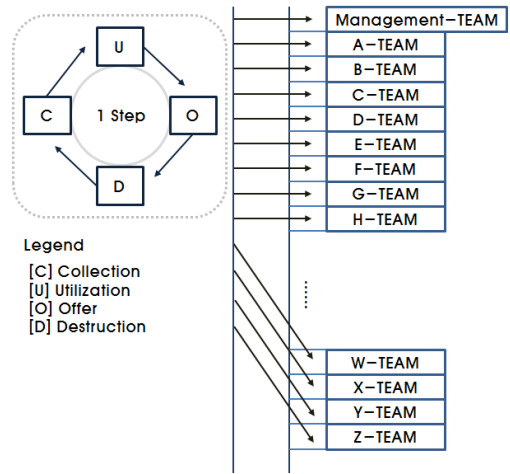 U
C
1 Step
O
D
Legend
[C] Collection
[U] Utilization
[O] Offer
[D] Destruction
Management−TEAM
A−TEAM
B−TEAM
C−TEAM
D−TEAM
E−TEAM
F−TEAM
G−TEAM
H−TEAM
W−TEAM
X−TEAM
Y−TEAM
Z−TEAM